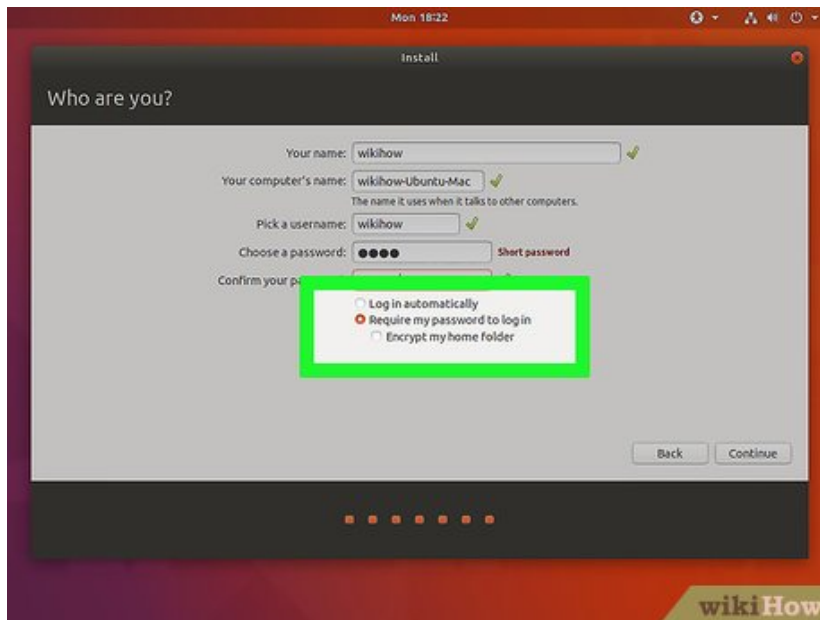 Mon 18:22
Install
Who are you?
Your name: wikihow
Your computer's name: wikihow-Ubuntu-Mac
The name it uses when it talks to other computers.
Pick a username: wikihow
Choose a password: ●●●● Short password
Confirm your
Log in automatically
Require my password to log in
Encrypt my home folder
Back Continue
wikiHow